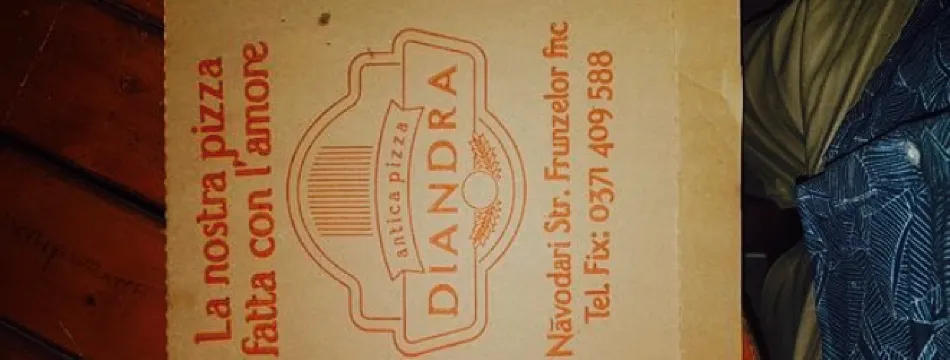 La nostra pizza
fatta con l'amore
antica pizza
DIANDRA
Năvodari Str. Frunzelor fnc
Tel. Fix: 0371 409 588